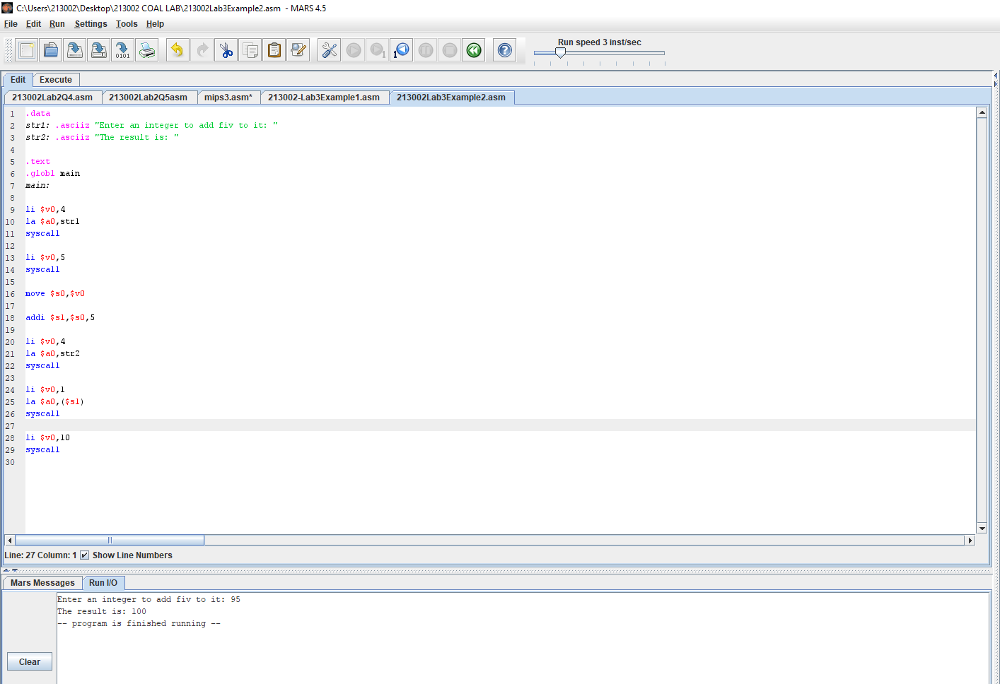 C:\Users\213002\Desktop\213002 COAL LAB\213002Lab3Example2.asm - MARS 4.5
File Edit Run Settings Tools Help
Run speed 3 inst/sec
0101
1
1
Edit Execute
213002Lab2Q4.asm 213002Lab2Q5asm mips3.asm* 213002-Lab3Example1.asm 213002Lab3Example2.asm
1 .data
2 str1: .asciiz "Enter an integer to add fiv to it: "
3 str2: .asciiz "The result is: "
4
5 .text
6 .globl main
7 main:
8
9 li $v0,4
10 la $a0,str1
11 syscall
12
13 li $v0,5
14 syscall
15
16 move $s0,$v0
17
18 addi $s1,$s0,5
19
20 li $v0,4
21 la $a0,str2
22 syscall
23
24 li $v0,1
25 la $a0,($s1)
26 syscall
27
28 li $v0,10
29 syscall
30
Line: 27 Column: 1 Show Line Numbers
Mars Messages Run I/O
Enter an integer to add fiv to it: 95
The result is: 100
-- program is finished running --
Clear